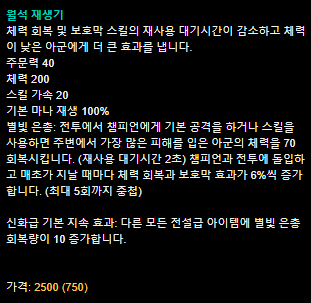 월석 재생기
체력 회복 및 보호막 스킬의 재사용 대기시간이 감소하고 체력
이 낮은 아군에게 더 큰 효과를 냅니다.
주문력 40
체력 200
스킬 가속 20
기본 마나 재생 100%
별빛 은총: 전투에서 챔피언에게 기본 공격을 하거나 스킬을
사용하면 주변에서 가장 많은 피해를 입은 아군의 체력을 70
회복시킵니다. (재사용 대기시간 2초) 챔피언과 전투에 돌입하
고 매초가 지날 때마다 체력 회복과 보호막 효과가 6%씩 증가
합니다. (최대 5회까지 중첩)
신화급 기본 지속 효과: 다른 모든 전설급 아이템에 별빛 은총
회복량이 10 증가합니다.
가격: 2500 (750)